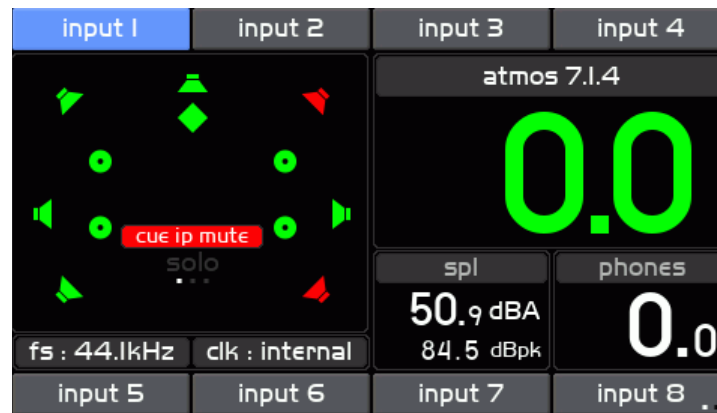 input 1
input 2
input 3
input 4
atmos 7.1.4
0.0
cue ip mute
solo
spl
phones
50.9 dBA
84.5 dBpk
0.0
fs : 44.1kHz
clk : internal
input 5
input 6
input 7
input 8